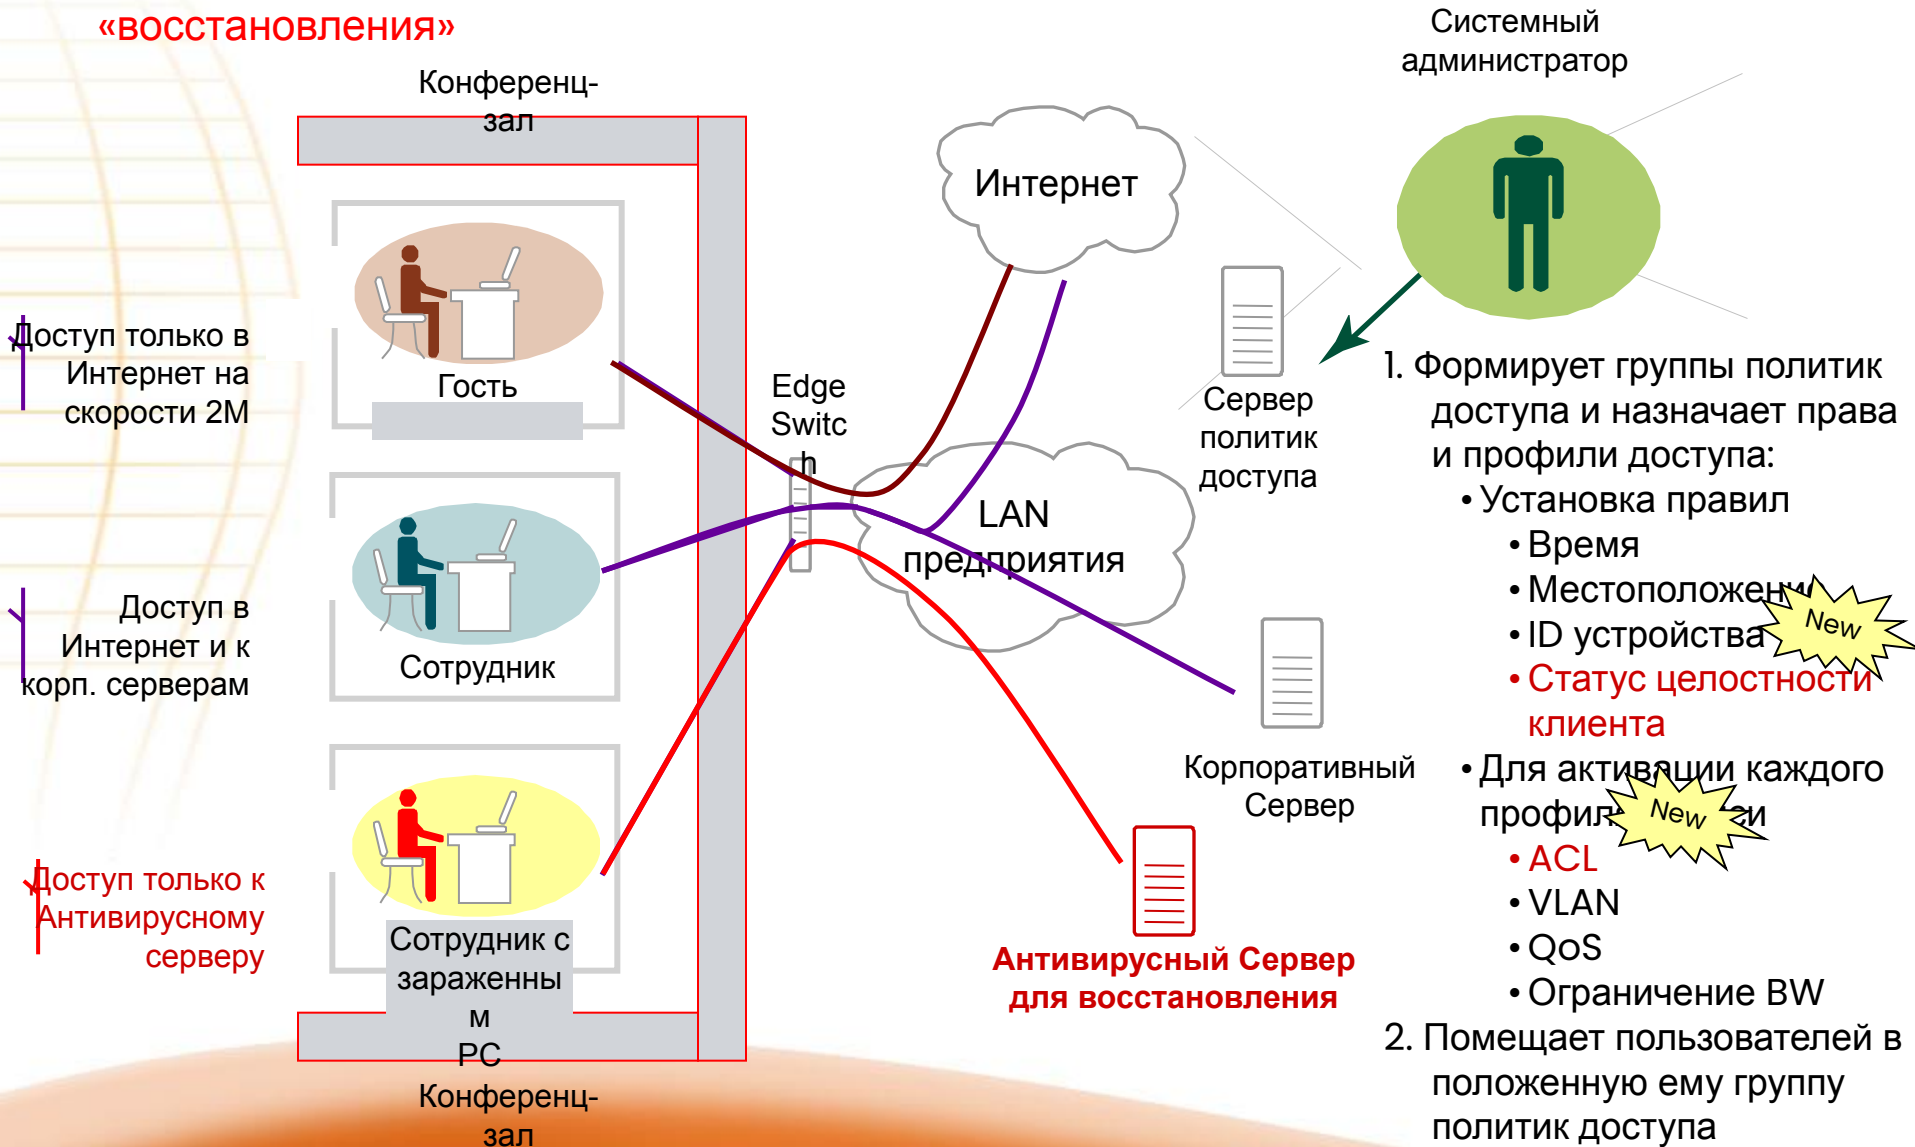 «восстановления»
Конференц-
зал
Системный
администратор
Интернет
Доступ только в
Интернет на
скорости 2М
Гость
Edge
Switc
h
Сервер
политик
доступа
LAN
предприятия
Доступ в
Интернет и к
корп. серверам
Сотрудник
Корпоративный
Сервер
Доступ только к
Антивирусному
серверу
Сотрудник с
зараженны
м
PC
Конференц-
зал
Антивирусный Сервер
для восстановления
1. Формирует группы политик
доступа и назначает права
и профили доступа:
• Установка правил
• Время
• Местоположение
• ID устройства
New
• Статус целостности
клиента
• Для активации каждого
New
• ACL
• VLAN
• QoS
• Ограничение BW
2. Помещает пользователей в
положенную ему группу
политик доступа